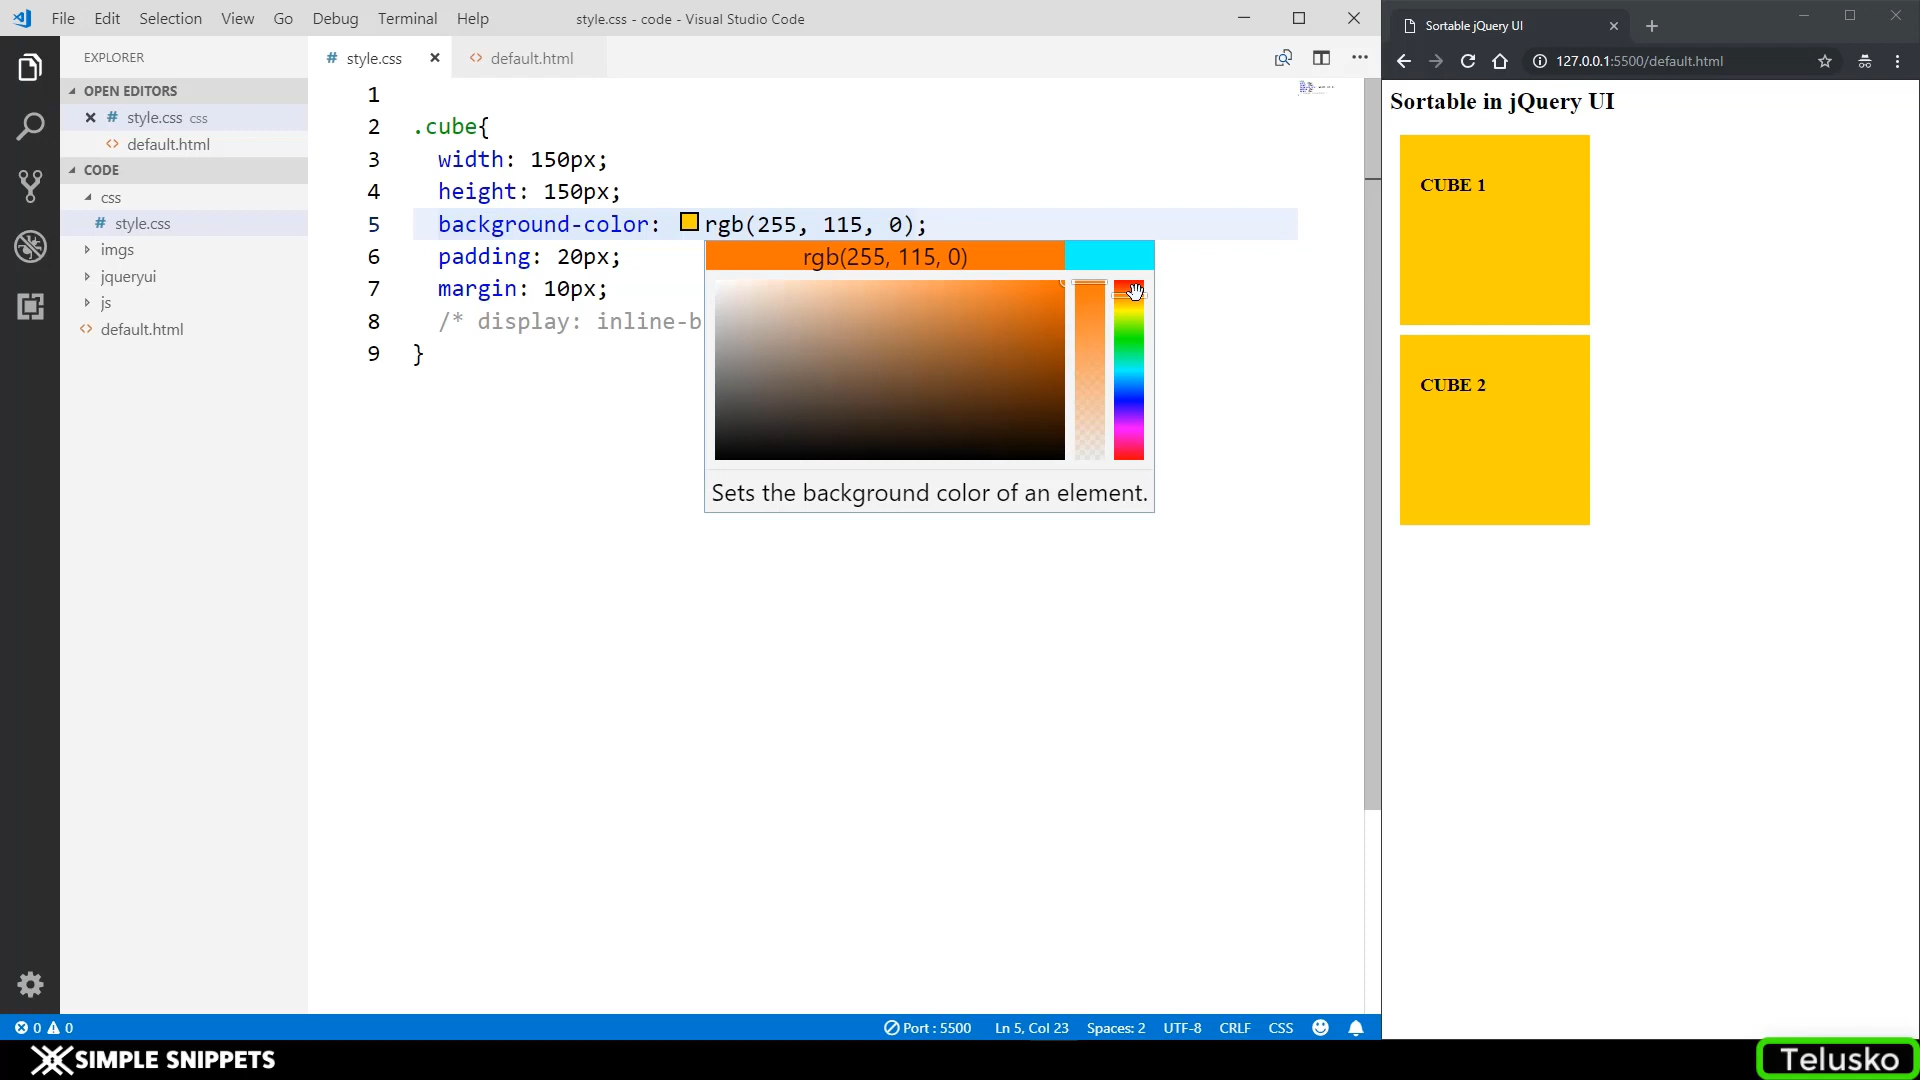 File Edit Selection View Go Debug Terminal Help
style.css - code - Visual Studio Code
EXPLORER
OPEN EDITORS
style.css css
default.html
CODE
css
style.css
imgs
jqueryui
js
default.html
style.css
default.html
1
2 .cube{
3 width: 150px;
4 height: 150px;
5 background-color: rgb(255, 115, 0);
6 padding: 20px;
7 margin: 10px;
8 /* display: inline-b
9 }
rgb(255, 115, 0)
Sets the background color of an element.
0 0
Port : 5500 Ln 5, Col 23 Spaces: 2 UTF-8 CRLF CSS
Sortable jQuery UI
127.0.0.1:5500/default.html
Sortable in jQuery UI
CUBE 1
CUBE 2
SIMPLE SNIPPETS
Telusko